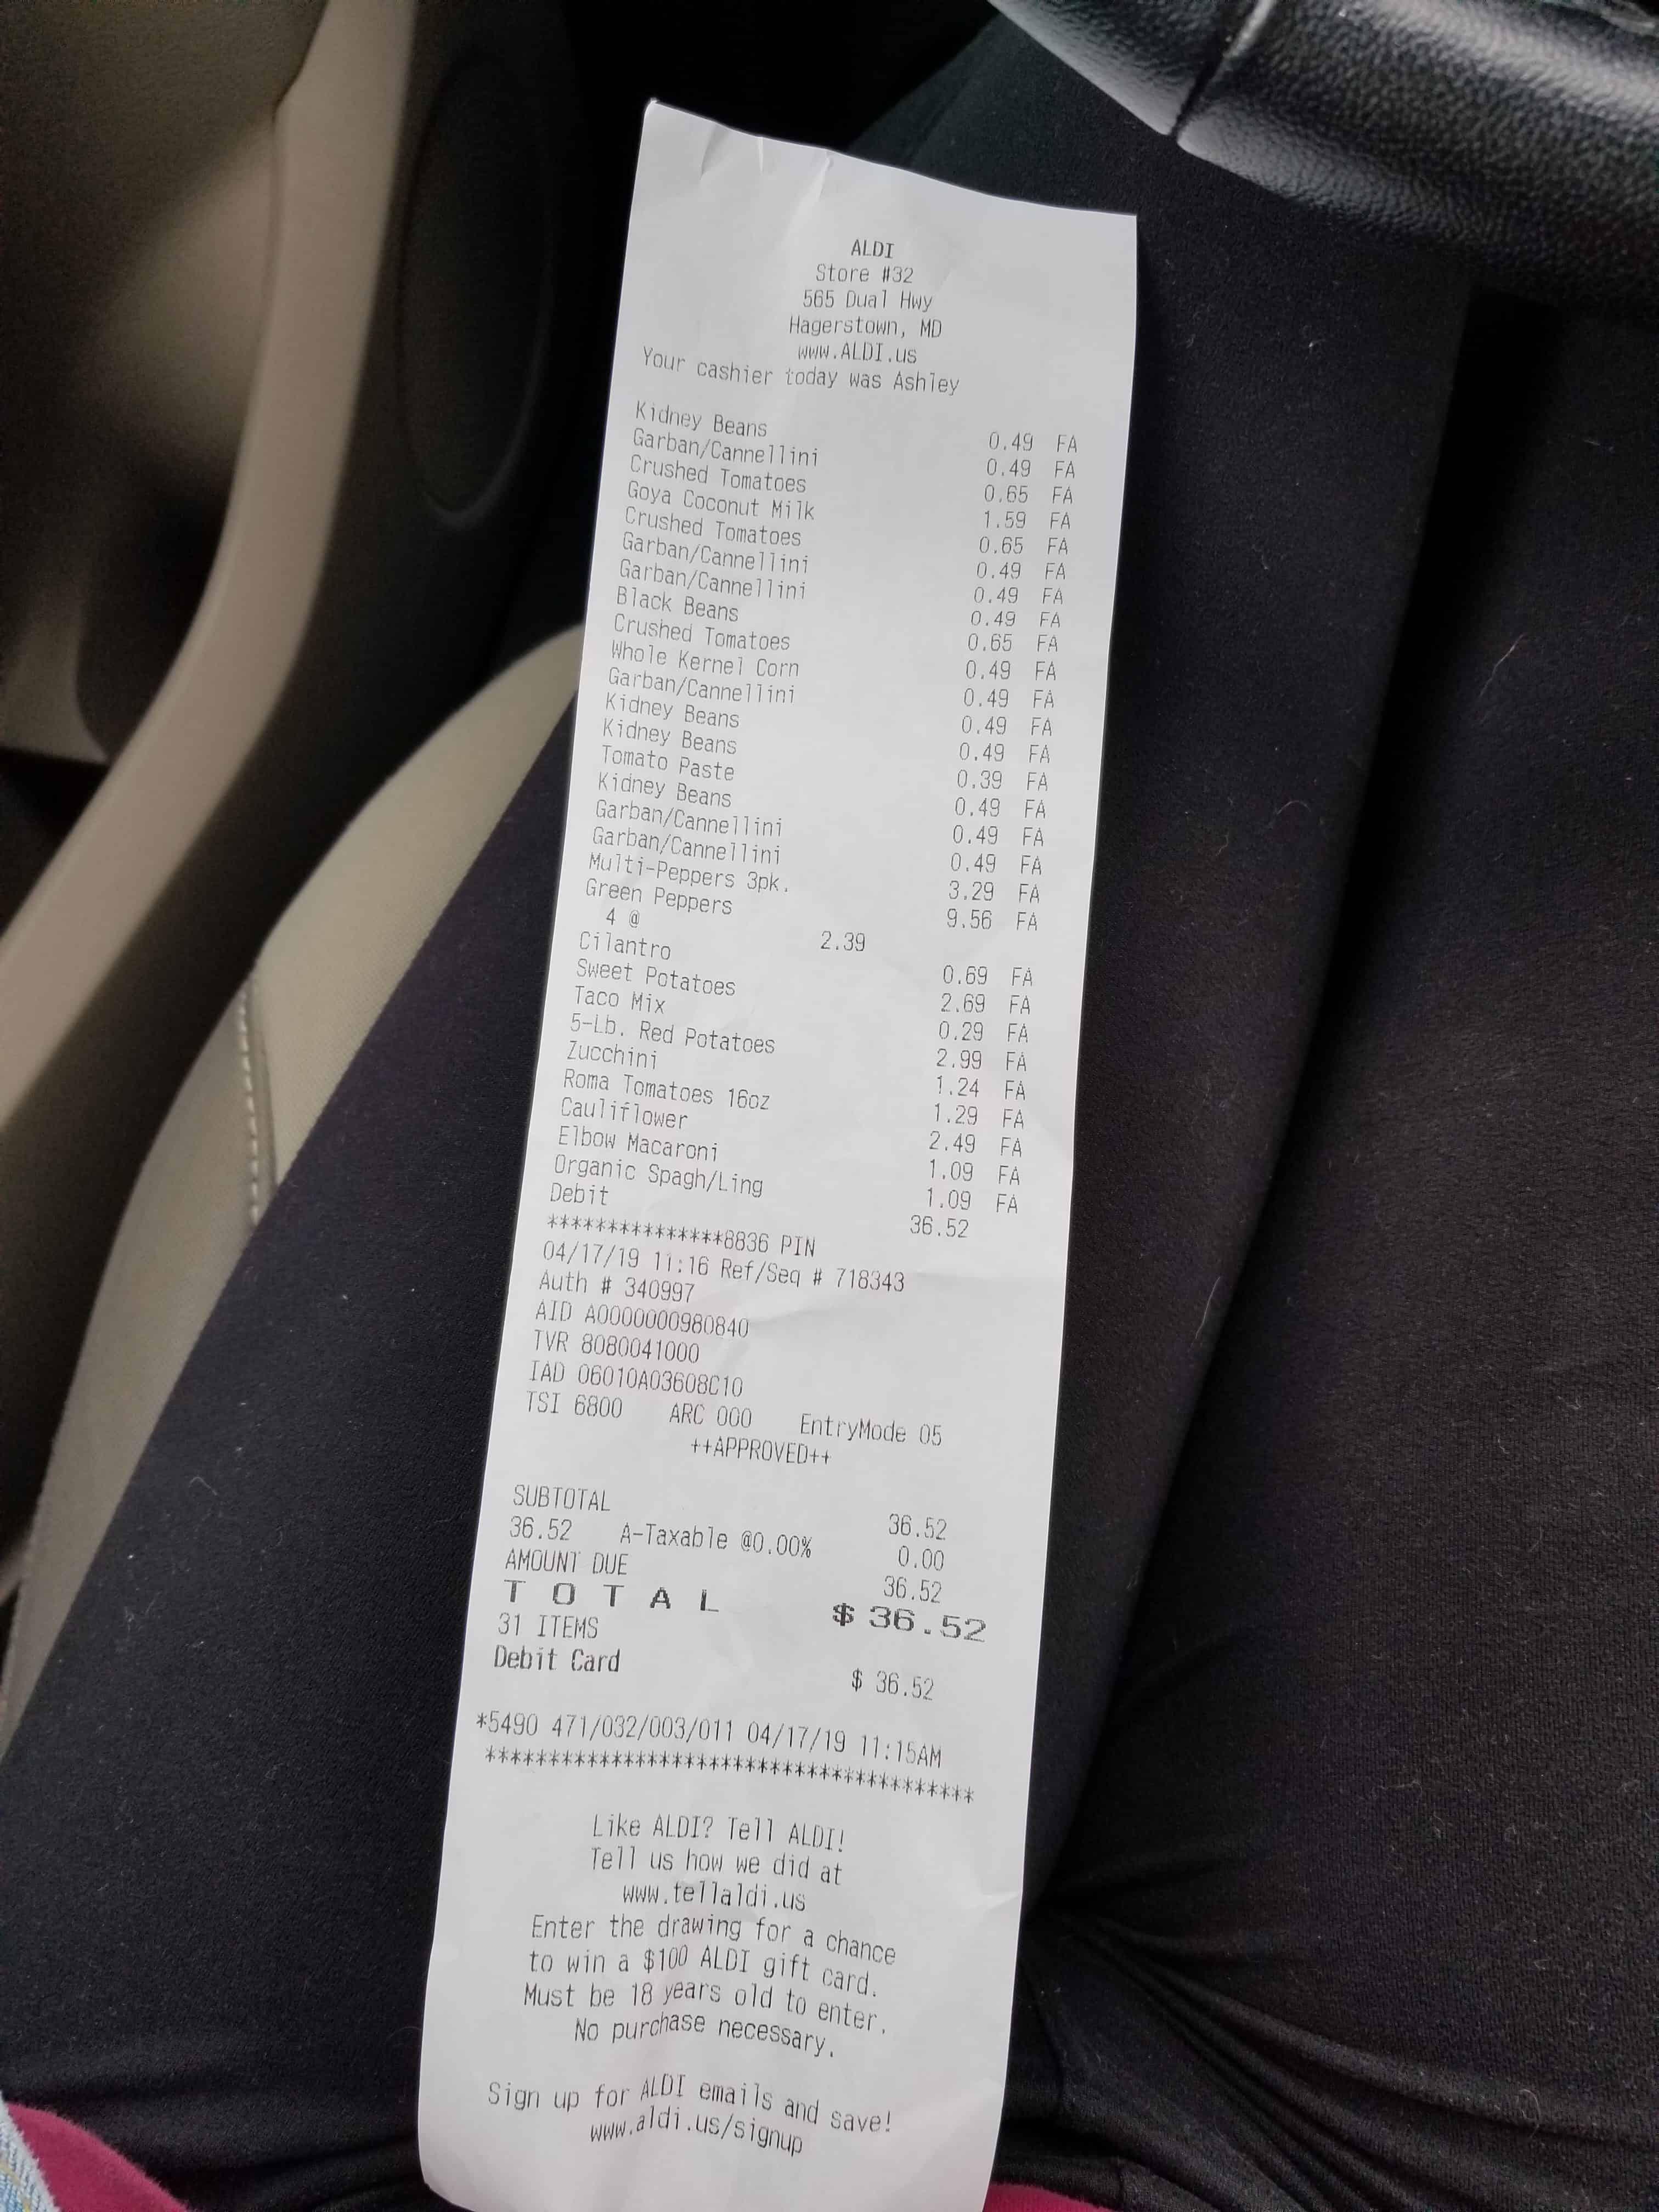 ALDI
Store #32
565 Dual Hwy
Hagerstown, MD
www.ALDI.us
Your cashier today was Ashley
Kidney Beans 0.49 FA
Garban/Cannellini 0.49 FA
Crushed Tomatoes 0.65 FA
Goya Coconut Milk 1.59 FA
Crushed Tomatoes 0.65 FA
Garban/Cannellini 0.49 FA
Garban/Cannellini 0.49 FA
Black Beans 0.49 FA
Crushed Tomatoes 0.65 FA
Whole Kernel Corn 0.49 FA
Garban/Cannellini 0.49 FA
Kidney Beans 0.49 FA
Kidney Beans 0.49 FA
Tomato Paste 0.39 FA
Kidney Beans 0.49 FA
Garban/Cannellini 0.49 FA
Garban/Cannellini 0.49 FA
Multi-Peppers 3pk. 3.29 FA
Green Peppers 9.56 FA
4 @ 2.39
Cilantro 0.69 FA
Sweet Potatoes 2.69 FA
Taco Mix 0.29 FA
5-Lb. Red Potatoes 2.99 FA
Zucchini 1.24 FA
Roma Tomatoes 16oz 1.29 FA
Cauliflower 2.49 FA
Elbow Macaroni 1.09 FA
Organic Spagh/Ling 1.09 FA
Debit 36.52
***************8836 PIN
04/17/19 11:16 Ref/Seq # 718343
Auth # 340997
AID A0000000980840
TVR 8080041000
IAD 06010A03608C10
TSI 6800 ARC 000 EntryMode 05
++APPROVED++
SUBTOTAL 36.52
36.52 A-Taxable @0.00% 0.00
AMOUNT DUE 36.52
TOTAL $ 36.52
31 ITEMS
Debit Card $ 36.52
*5490 471/032/003/011 04/17/19 11:15AM
****************************************
Like ALDI? Tell ALDI!
Tell us how we did at
www.tellaldi.us
Enter the drawing for a chance
to win a $100 ALDI gift card.
Must be 18 years old to enter.
No purchase necessary.
Sign up for ALDI emails and save!
www.aldi.us/signup